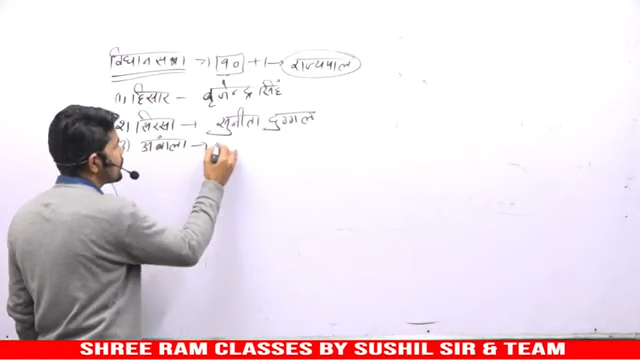 विधानसभा → 90 + 1 → राज्यपाल
(1) हिसार - बृजेन्द्र सिंह
2) सिरसा → सुनीता दुग्गल
3) अंबाला →
SHREE RAM CLASSES BY SUSHIL SIR & TEAM